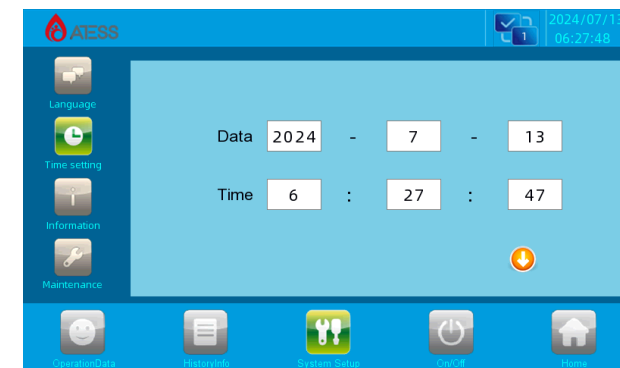 ATESS
1
2024/07/13
06:27:48
Language
Time setting
Information
Maintenance
Data 2024 - 7 - 13
Time 6 : 27 : 47
OperationData
HistoryInfo
System Setup
On/Off
Home